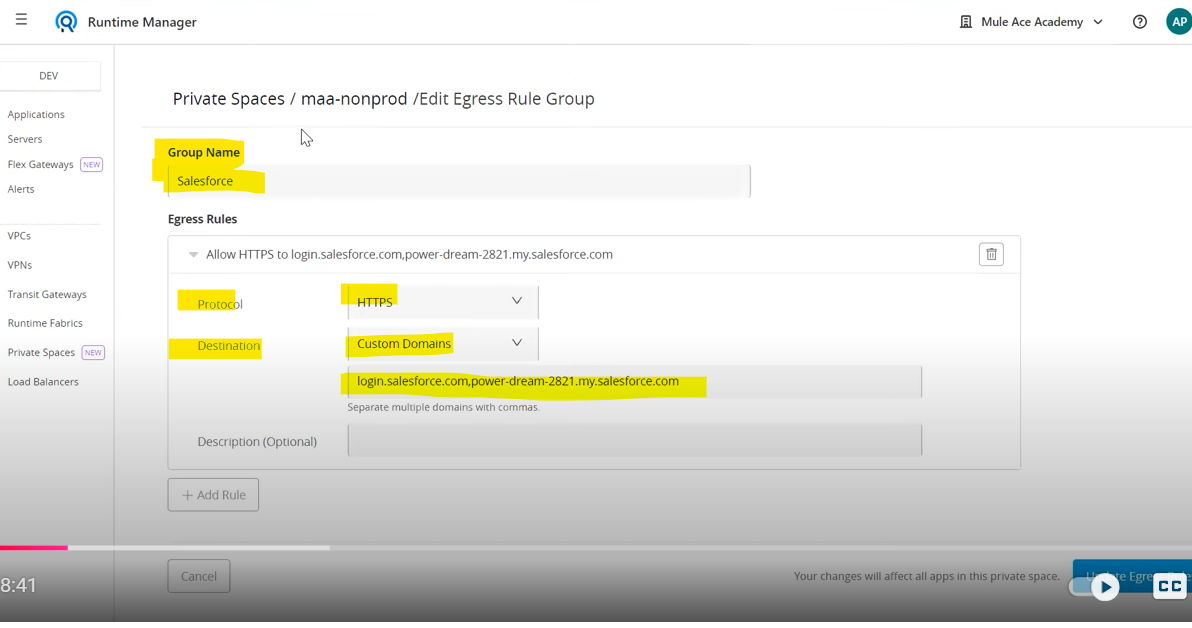 Runtime Manager
Mule Ace Academy
AP
DEV
Applications
Servers
Flex Gateways NEW
Alerts
VPCs
VPNs
Transit Gateways
Runtime Fabrics
Private Spaces NEW
Load Balancers
Private Spaces / maa-nonprod /Edit Egress Rule Group
Group Name
Salesforce
Egress Rules
Allow HTTPS to login.salesforce.com,power-dream-2821.my.salesforce.com
Protocol
HTTPS
Destination
Custom Domains
login.salesforce.com,power-dream-2821.my.salesforce.com
Separate multiple domains with commas.
Description (Optional)
+ Add Rule
Cancel
Your changes will affect all apps in this private space.
8:41
CC